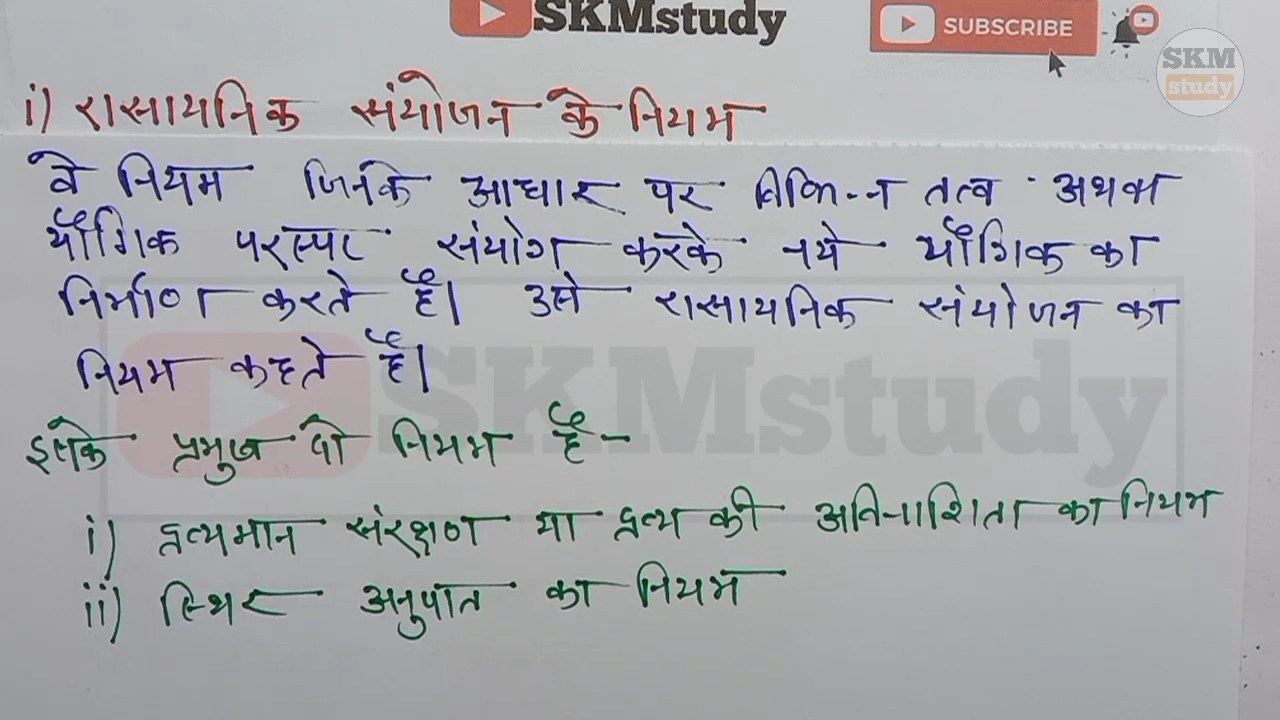 SKMstudy
SUBSCRIBE
SKM
study
i) रासायनिक संयोजन के नियम
वे नियम जिनके आधार पर विभिन्न तत्व अथवा
यौगिक परस्पर संयोग करके नये यौगिक का
निर्माण करते हैं। उसे रासायनिक संयोजन का
नियम कहते हैं।
SKMstudy
इसके प्रमुख दो नियम हैं-
i) द्रव्यमान संरक्षण या द्रव्य की अविनाशिता का नियम
ii) स्थिर अनुपात का नियम